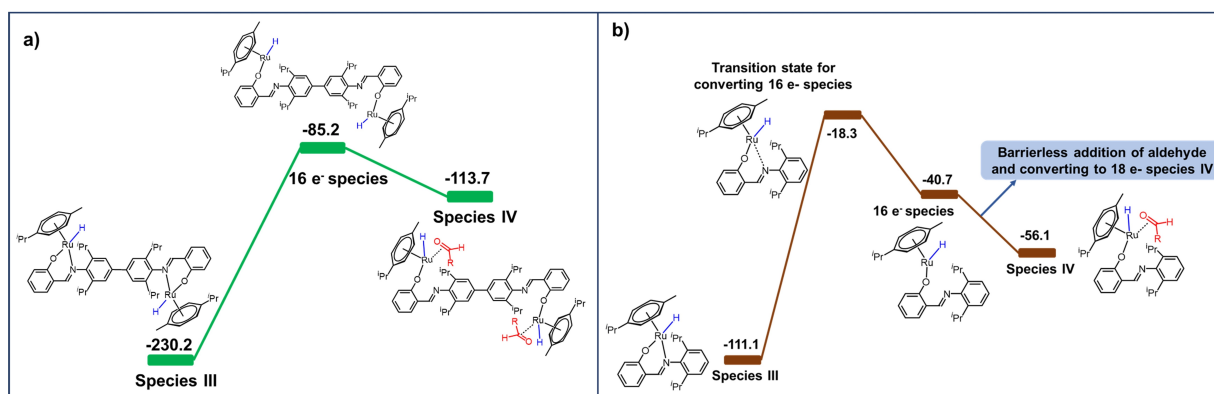 a)
H
Ru
iPr
O
N
iPr
iPr
N
iPr
iPr
O
Ru
H
iPr
-85.2
16 e- species
-113.7
Species IV
iPr
H
Ru
O
N
iPr
iPr
N
iPr
iPr
O
Ru
H
iPr
-230.2
Species III
iPr
H
Ru
O
H
R
O
N
iPr
iPr
N
iPr
iPr
O
R
H
O
Ru
H
iPr
b)
Transition state for
converting 16 e- species
iPr
H
Ru
O
N
iPr
iPr
-18.3
Barrierless addition of aldehyde
and converting to 18 e- species IV
-40.7
16 e- species
iPr
H
Ru
O
N
iPr
iPr
-56.1
Species IV
iPr
H
Ru
O
H
R
O
N
iPr
iPr
-111.1
Species III
iPr
H
Ru
O
N
iPr
iPr